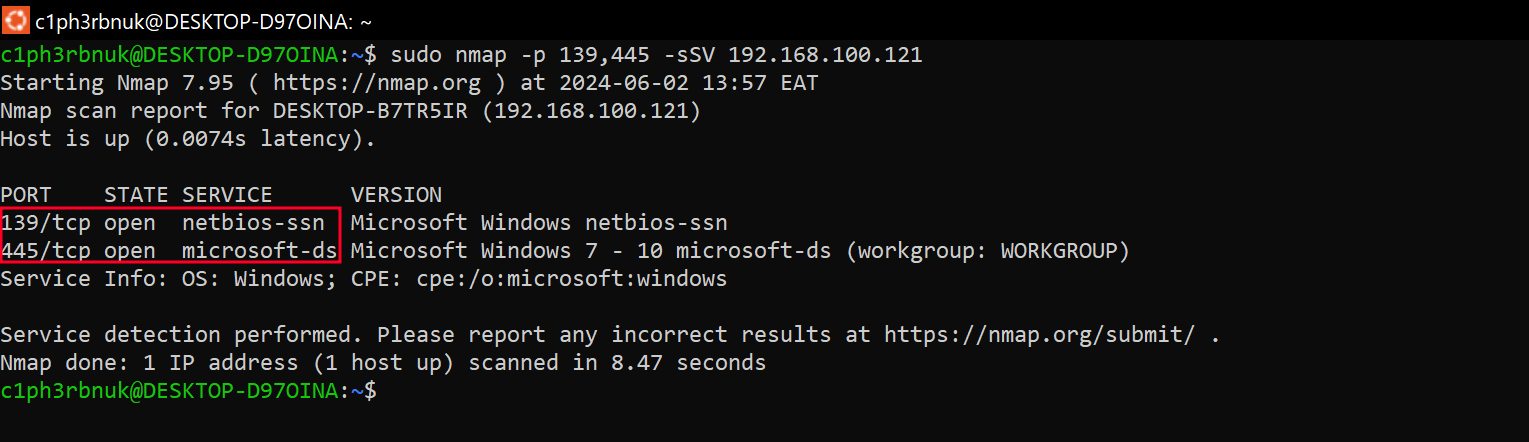 c1ph3rbnuk@DESKTOP-D97OINA: ~
c1ph3rbnuk@DESKTOP-D97OINA:~$ sudo nmap -p 139,445 -sSV 192.168.100.121
Starting Nmap 7.95 ( https://nmap.org ) at 2024-06-02 13:57 EAT
Nmap scan report for DESKTOP-B7TR5IR (192.168.100.121)
Host is up (0.0074s latency).
PORT    STATE SERVICE      VERSION
139/tcp open  netbios-ssn  Microsoft Windows netbios-ssn
445/tcp open  microsoft-ds Microsoft Windows 7 - 10 microsoft-ds (workgroup: WORKGROUP)
Service Info: OS: Windows; CPE: cpe:/o:microsoft:windows
Service detection performed. Please report any incorrect results at https://nmap.org/submit/ .
Nmap done: 1 IP address (1 host up) scanned in 8.47 seconds
c1ph3rbnuk@DESKTOP-D97OINA:~$